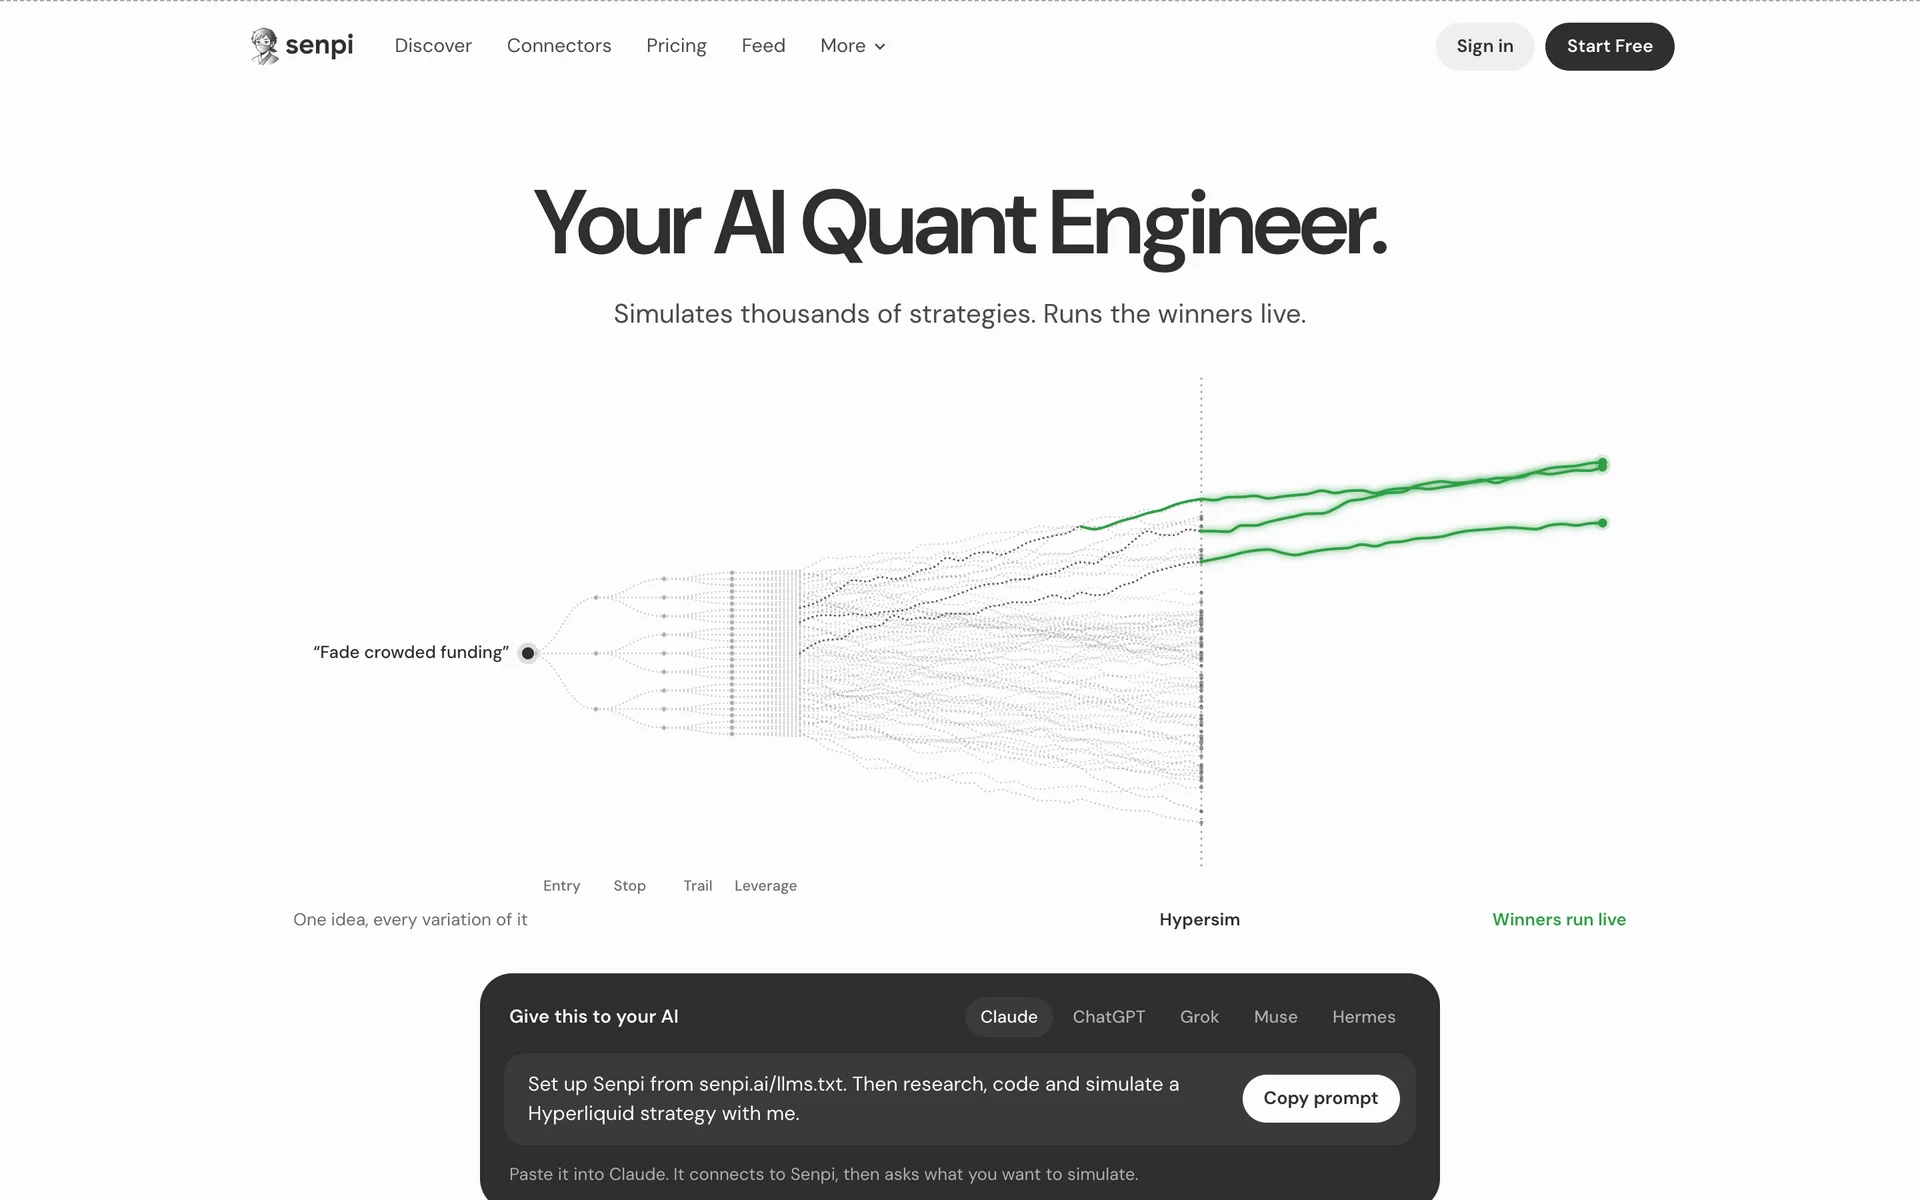 senpi
Discover
Connectors
Pricing
Feed
More
Sign in
Start Free
Your AI Quant Engineer.
Simulates thousands of strategies. Runs the winners live.
“Fade crowded funding”
Entry
Stop
Trail
Leverage
One idea, every variation of it
Hypersim
Winners run live
Give this to your AI
Claude
ChatGPT
Grok
Muse
Hermes
Set up Senpi from senpi.ai/llms.txt. Then research, code and simulate a
Hyperliquid strategy with me.
Copy prompt
Paste it into Claude. It connects to Senpi, then asks what you want to simulate.